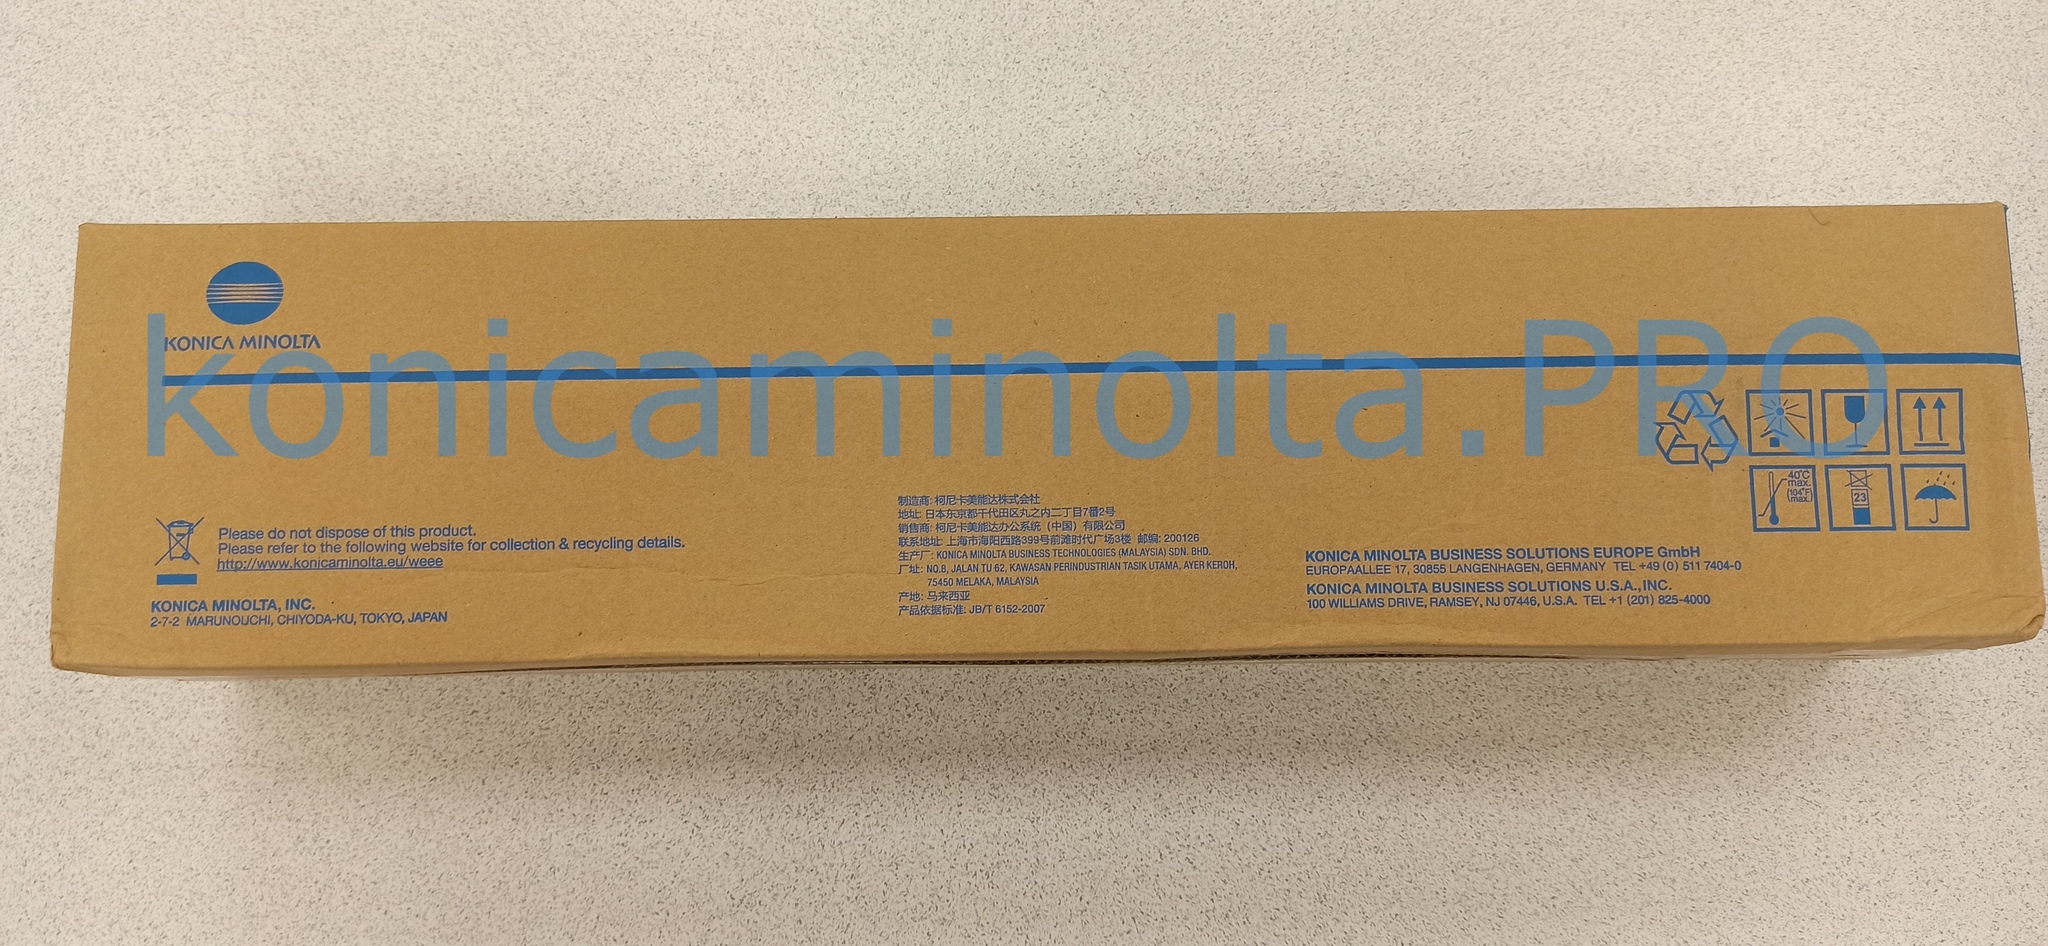 KONICA MINOLTA
konicaminolta.PRO
Please do not dispose of this product.
Please refer to the following website for collection & recycling details.
http://www.konicaminolta.eu/weee
KONICA MINOLTA, INC.
2-7-2 MARUNOUCHI, CHIYODA-KU, TOKYO, JAPAN
制造商: 柯尼卡美能达株式会社
地址: 日本东京都千代田区丸之内二丁目7番2号
销售商: 柯尼卡美能达办公系统（中国）有限公司
联系地址: 上海市海阳西路399号前滩时代广场3楼 邮编: 200126
生产厂: KONICA MINOLTA BUSINESS TECHNOLOGIES (MALAYSIA) SDN. BHD.
厂址: NO.8, JALAN TU 62, KAWASAN PERINDUSTRIAN TASIK UTAMA, AYER KEROH,
75450 MELAKA, MALAYSIA
产地: 马来西亚
产品依据标准: JB/T 6152-2007
40°C
max.
(104°F)
(max.)
23
KONICA MINOLTA BUSINESS SOLUTIONS EUROPE GmbH
EUROPAALLEE 17, 30855 LANGENHAGEN, GERMANY TEL +49 (0) 511 7404-0
KONICA MINOLTA BUSINESS SOLUTIONS U.S.A.,INC.
100 WILLIAMS DRIVE, RAMSEY, NJ 07446, U.S.A. TEL +1 (201) 825-4000